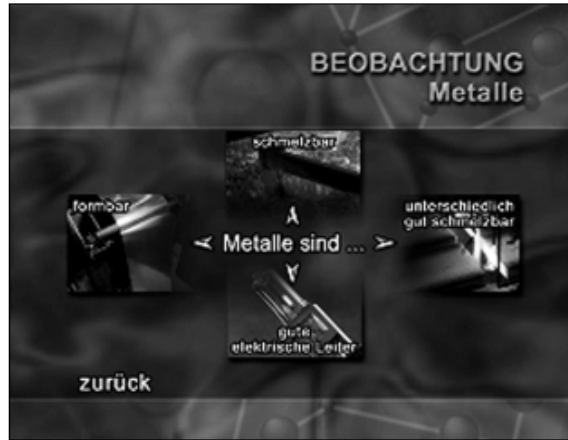 BEOBACHTUNG
Metalle
schmelzbar
formbar
unterschiedlich
gut schmelzbar
Metalle sind ...
gute
elektrische Leiter
zurück